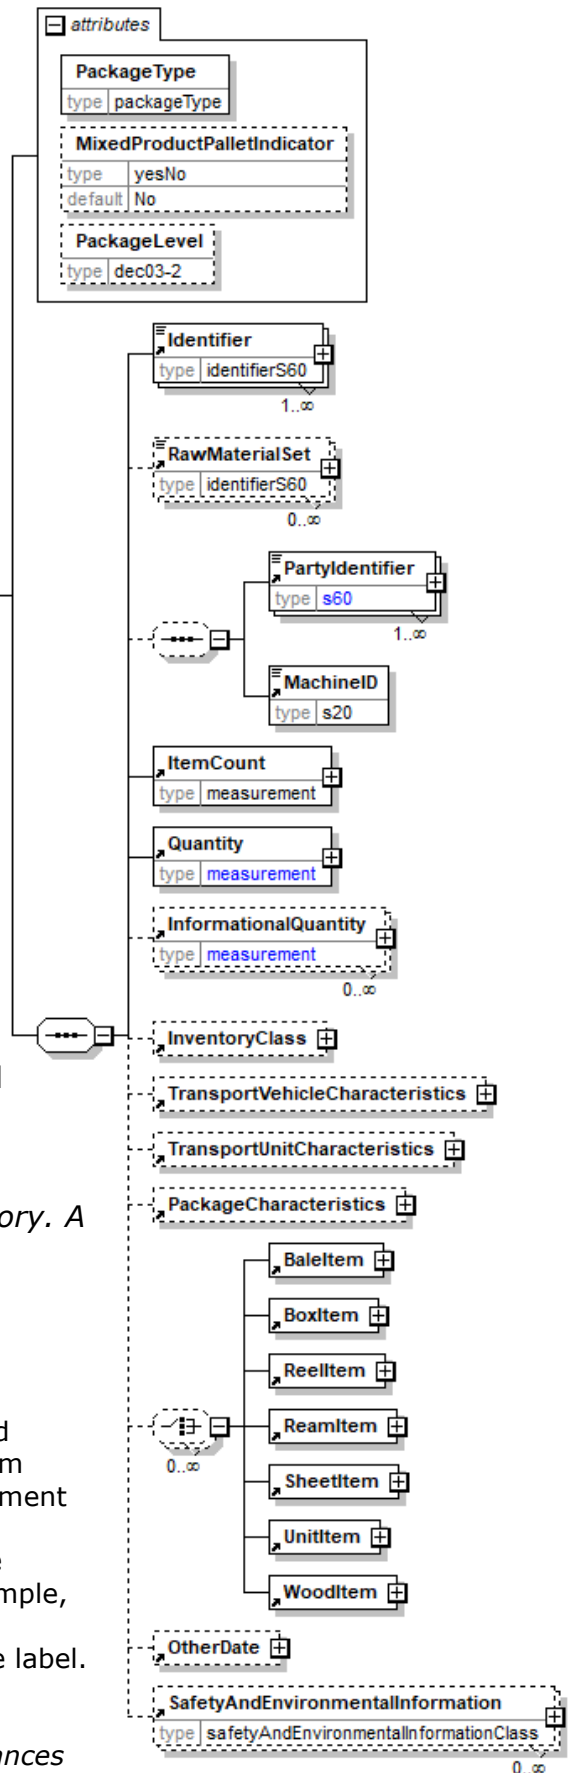 attributes
PackageType
type packageType
MixedProductPalletIndicator
type yesNo
default No
PackageLevel
type dec03-2
Identifier
type identifierS60
1..∞
RawMaterialSet
type identifierS60
0..∞
PartyIdentifier
type s60
1..∞
MachineID
type s20
ItemCount
type measurement
Quantity
type measurement
InformationalQuantity
type measurement
0..∞
InventoryClass
TransportVehicleCharacteristics
TransportUnitCharacteristics
ory. A
PackageCharacteristics
BaleItem
BoxItem
ReelItem
d
ReamItem
0..∞
m
SheetItem
ment
UnitItem
e
mple,
WoodItem
OtherDate
e label.
SafetyAndEnvironmentalInformation
type safetyAndEnvironmentalInformationClass
ances
0..∞